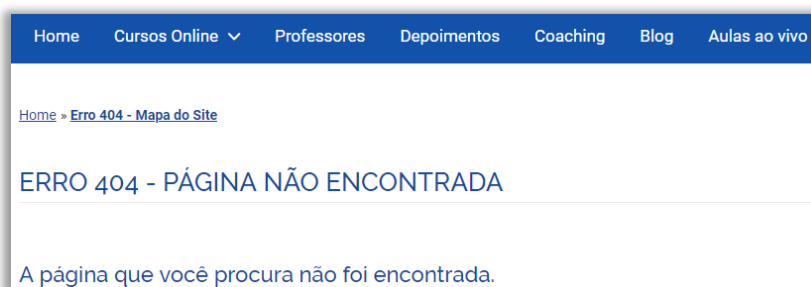 Home Cursos Online Professores Depoimentos Coaching Blog Aulas ao vivo
Home » Erro 404 - Mapa do Site
ERRO 404 - PÁGINA NÃO ENCONTRADA
A página que você procura não foi encontrada.